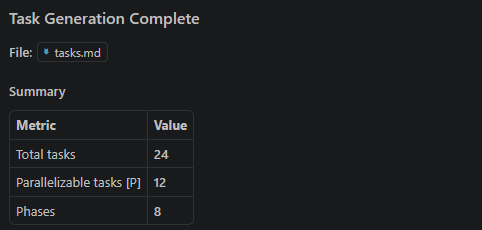 Task Generation Complete
File: tasks.md
Summary
Metric Value
Total tasks 24
Parallelizable tasks [P] 12
Phases 8